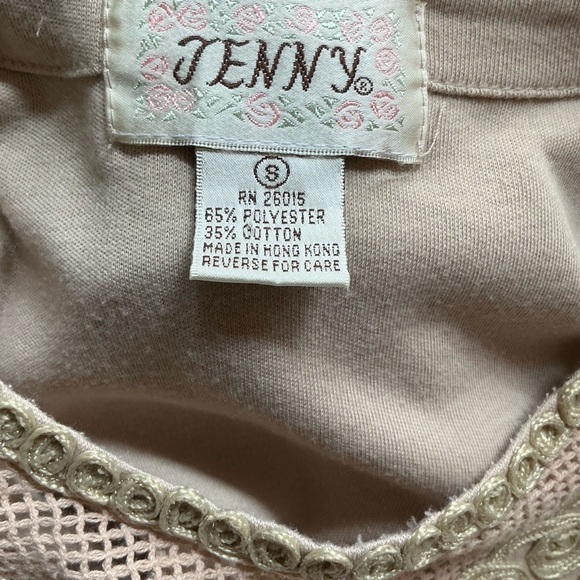 JENNY®
S
RN 26015
65% POLYESTER
35% COTTON
MADE IN HONG KONG
REVERSE FOR CARE